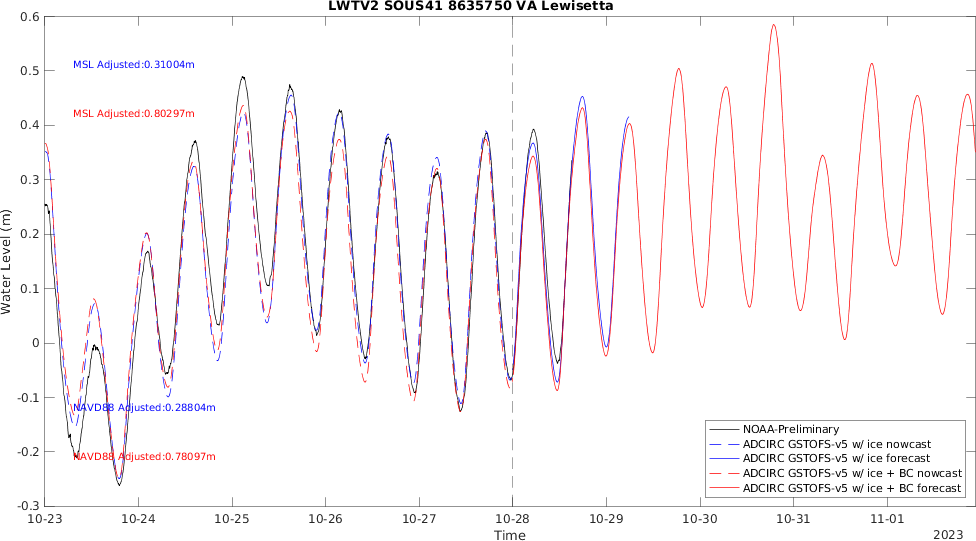 LWTV2 SOUS41 8635750 VA Lewisetta
0.6
0.5
0.4
0.3
0.2
0.1
0
-0.1
-0.2
-0.3
Water Level (m)
MSL Adjusted:0.31004m
MSL Adjusted:0.80297m
NAVD88 Adjusted:0.28804m
NAVD88 Adjusted:0.78097m
NOAA-Preliminary
ADCIRC GSTOFS-v5 w/ ice nowcast
ADCIRC GSTOFS-v5 w/ ice forecast
ADCIRC GSTOFS-v5 w/ ice + BC nowcast
ADCIRC GSTOFS-v5 w/ ice + BC forecast
10-23 10-24 10-25 10-26 10-27 10-28 10-29 10-30 10-31 11-01
Time
2023